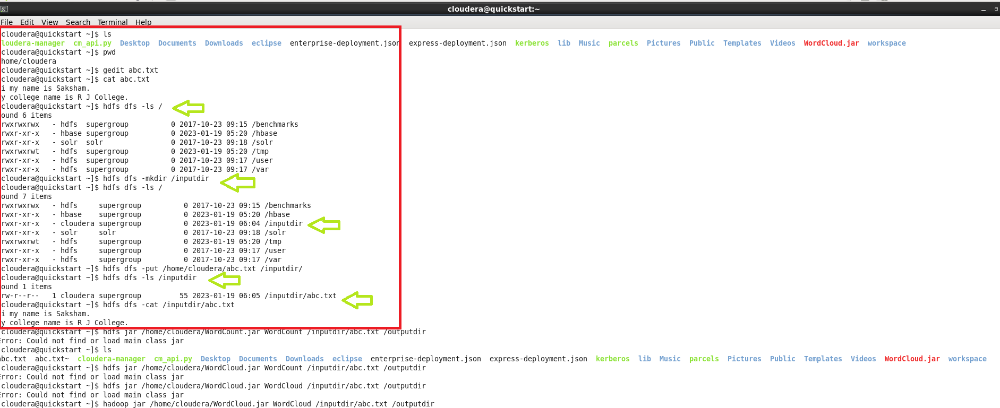 cloudera@quickstart:~
File Edit View Search Terminal Help
cloudera@quickstart ~]$ ls
loudera-manager cm_api.py Desktop Documents Downloads eclipse enterprise-deployment.json express-deployment.json kerberos lib Music parcels Pictures Public Templates Videos WordCloud.jar workspace
cloudera@quickstart ~]$ pwd
home/cloudera
cloudera@quickstart ~]$ gedit abc.txt
cloudera@quickstart ~]$ cat abc.txt
i my name is Saksham.
y college name is R J College.
cloudera@quickstart ~]$ hdfs dfs -ls /
ound 6 items
rwxrwxrwx - hdfs supergroup 0 2017-10-23 09:15 /benchmarks
rwxr-xr-x - hbase supergroup 0 2023-01-19 05:20 /hbase
rwxr-xr-x - solr solr 0 2017-10-23 09:18 /solr
rwxrwxrwt - hdfs supergroup 0 2023-01-19 05:20 /tmp
rwxr-xr-x - hdfs supergroup 0 2017-10-23 09:17 /user
rwxr-xr-x - hdfs supergroup 0 2017-10-23 09:17 /var
cloudera@quickstart ~]$ hdfs dfs -mkdir /inputdir
cloudera@quickstart ~]$ hdfs dfs -ls /
ound 7 items
rwxrwxrwx - hdfs supergroup 0 2017-10-23 09:15 /benchmarks
rwxr-xr-x - hbase supergroup 0 2023-01-19 05:20 /hbase
rwxr-xr-x - cloudera supergroup 0 2023-01-19 06:04 /inputdir
rwxr-xr-x - solr solr 0 2017-10-23 09:18 /solr
rwxrwxrwt - hdfs supergroup 0 2023-01-19 05:20 /tmp
rwxr-xr-x - hdfs supergroup 0 2017-10-23 09:17 /user
rwxr-xr-x - hdfs supergroup 0 2017-10-23 09:17 /var
cloudera@quickstart ~]$ hdfs dfs -put /home/cloudera/abc.txt /inputdir/
cloudera@quickstart ~]$ hdfs dfs -ls /inputdir
ound 1 items
rw-r--r-- 1 cloudera supergroup 55 2023-01-19 06:05 /inputdir/abc.txt
cloudera@quickstart ~]$ hdfs dfs -cat /inputdir/abc.txt
i my name is Saksham.
y college name is R J College.
cloudera@quickstart ~]$ hdfs jar /home/cloudera/WordCount.jar WordCount /inputdir/abc.txt /outputdir
Error: Could not find or load main class jar
cloudera@quickstart ~]$ ls
abc.txt abc.txt~ cloudera-manager cm_api.py Desktop Documents Downloads eclipse enterprise-deployment.json express-deployment.json kerberos lib Music parcels Pictures Public Templates Videos WordCloud.jar workspace
cloudera@quickstart ~]$ hdfs jar /home/cloudera/WordCloud.jar WordCount /inputdir/abc.txt /outputdir
Error: Could not find or load main class jar
cloudera@quickstart ~]$ hdfs jar /home/cloudera/WordCloud.jar WordCloud /inputdir/abc.txt /outputdir
Error: Could not find or load main class jar
cloudera@quickstart ~]$ hadoop jar /home/cloudera/WordCloud.jar WordCloud /inputdir/abc.txt /outputdir